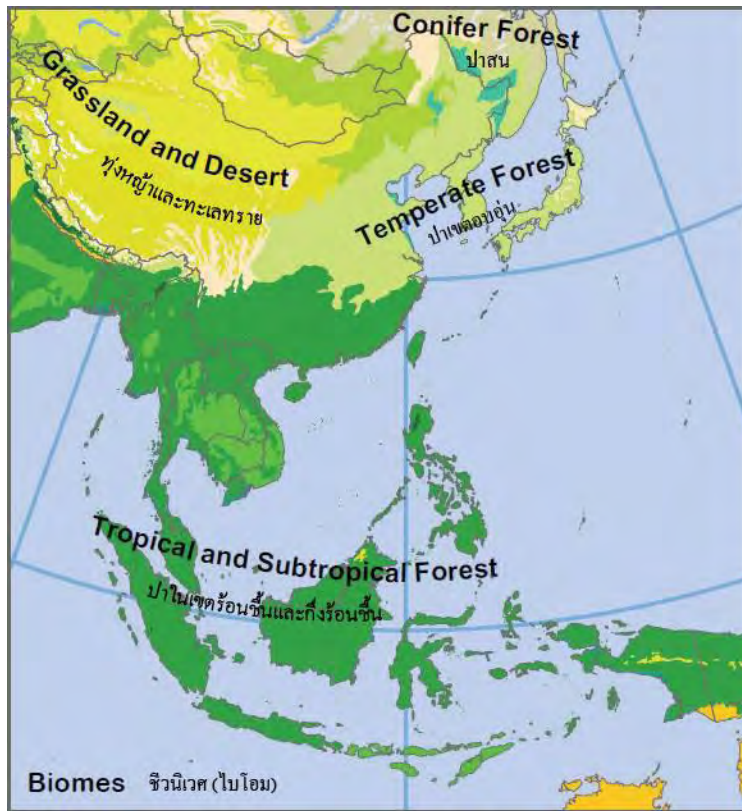 Conifer Forest
ป่าสน
Grassland and Desert
ทุ่งหญ้าและทะเลทราย
Temperate Forest
ป่าเขตอบอุ่น
Tropical and Subtropical Forest
ป่าในเขตร้อนชื้นและกึ่งร้อนชื้น
Biomes ชีวนิเวศ (ไบโอม)